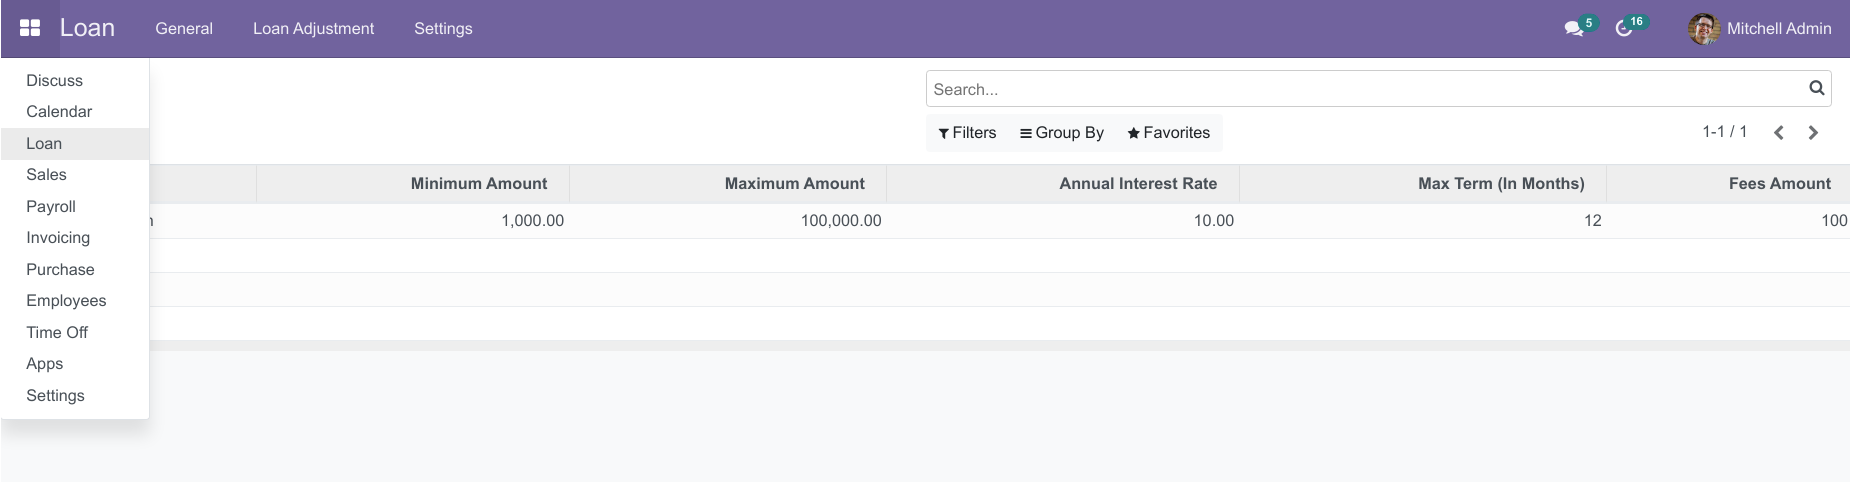 Loan General Loan Adjustment Settings 5 16 Mitchell Admin
Discuss
Calendar
Loan
Sales
Payroll
Invoicing
Purchase
Employees
Time Off
Apps
Settings
Search...
Filters Group By Favorites 1-1 / 1
Minimum Amount Maximum Amount Annual Interest Rate Max Term (In Months) Fees Amount
1,000.00 100,000.00 10.00 12 100